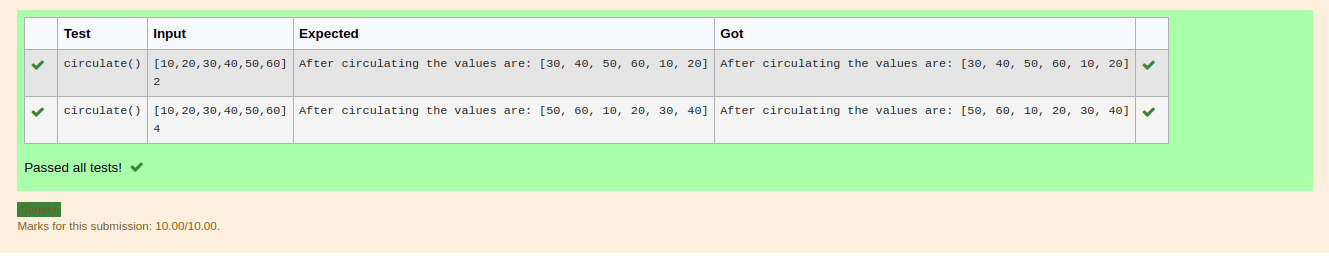 Test Input Expected Got
circulate() [10,20,30,40,50,60] After circulating the values are: [30, 40, 50, 60, 10, 20] After circulating the values are: [30, 40, 50, 60, 10, 20]
2
circulate() [10,20,30,40,50,60] After circulating the values are: [50, 60, 10, 20, 30, 40] After circulating the values are: [50, 60, 10, 20, 30, 40]
4
Passed all tests!
Correct
Marks for this submission: 10.00/10.00.